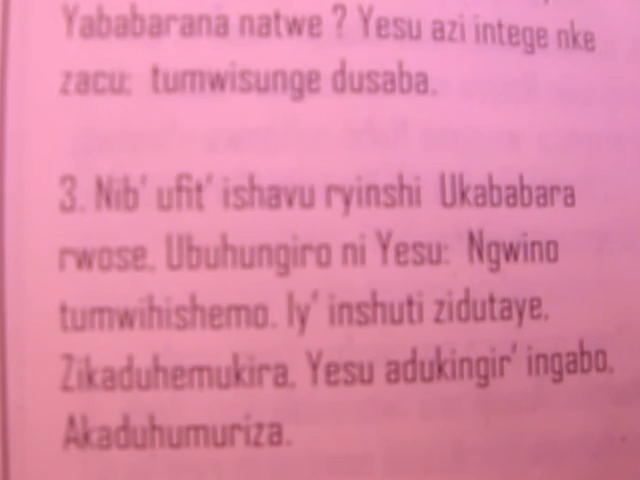 Yababarana natwe ? Yesu azi intege nke
zacu: tumwisunge dusaba.
3. Nib' ufit' ishavu ryinshi Ukababara
rwose. Ubuhungiro ni Yesu: Ngwino
tumwihishemo. Iy' inshuti zidutaye.
Zikaduhemukira. Yesu adukingir' ingabo.
Akaduhumuriza.